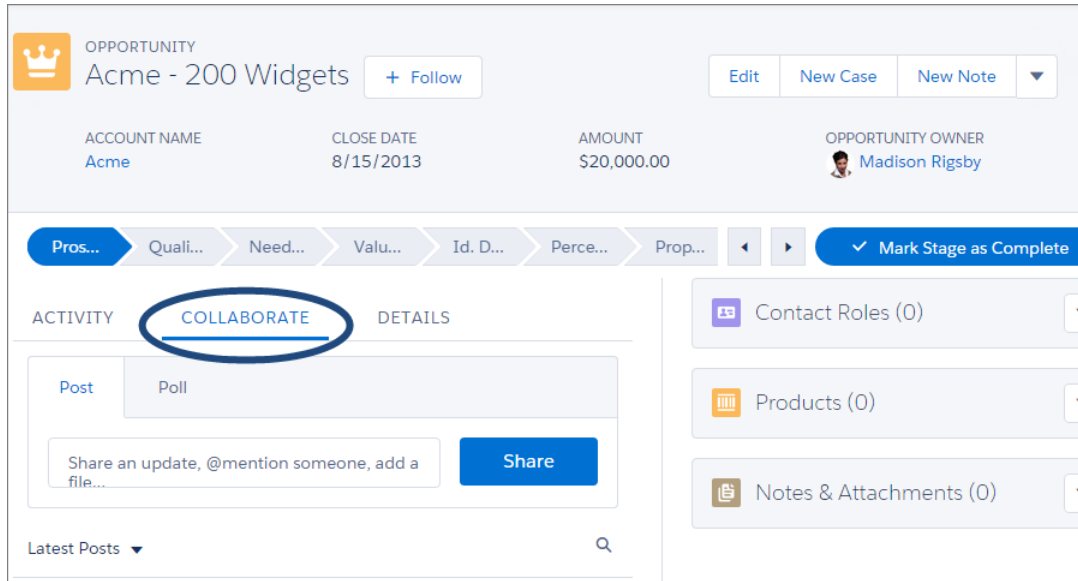 OPPORTUNITY
Acme - 200 Widgets
+ Follow
Edit
New Case
New Note
ACCOUNT NAME
CLOSE DATE
AMOUNT
OPPORTUNITY OWNER
Acme
8/15/2013
$20,000.00
Madison Rigsby
Pros...
Quali...
Need...
Valu...
Id. D...
Perce...
Prop...
Mark Stage as Complete
ACTIVITY
COLLABORATE
DETAILS
Post
Poll
Share an update, @mention someone, add a
file...
Share
Latest Posts
Contact Roles (0)
Products (0)
Notes & Attachments (0)